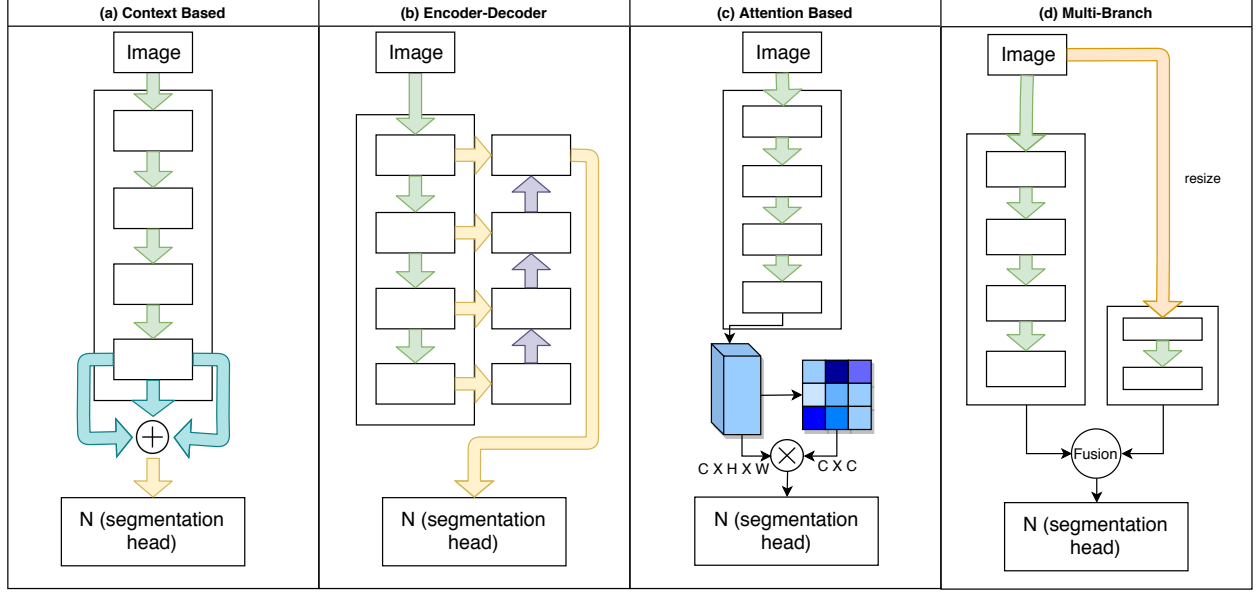 (a) Context Based
(b) Encoder-Decoder
(c) Attention Based
(d) Multi-Branch
Image
Image
Image
Image
resize
C X H X W
C X C
Fusion
N (segmentation
head)
N (segmentation
head)
N (segmentation
head)
N (segmentation
head)